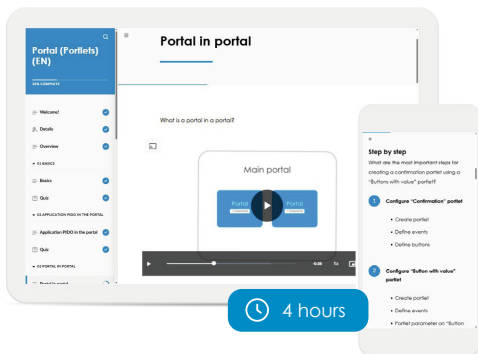 Portal (Portlets)
(EN)
Welcome!
Details
Overview
01 BASICS
Basics
Quiz
02 APPLICATION PIDO IN THE PORTAL
Application PIDO in the portal
Quiz
03 PORTAL IN PORTAL
Portal in portal
Portal in portal
What is a portal in a portal?
Main portal
Portal
Portal
-0:38
1x
4 hours
Step by step
What are the most important steps for
creating a confirmation portlet using a
"Buttons with value" portlet?
1 Configure "Confirmation" portlet
• Create portlet
• Define events
• Define buttons
2 Configure "Button with value"
portlet
• Create portlet
• Define events
• Portlet parameter on "Button